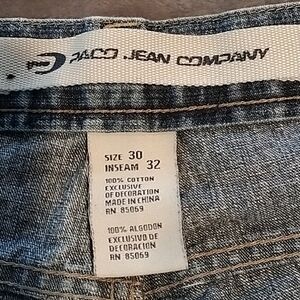 PACO JEAN COMPANY
SIZE 30
INSEAM 32
100% COTTON
EXCLUSIVE
OF DECORATION
MADE IN CHINA
RN 85069
100% ALGODON
EXCLUSIVO DE
DECORACION
RN 85069